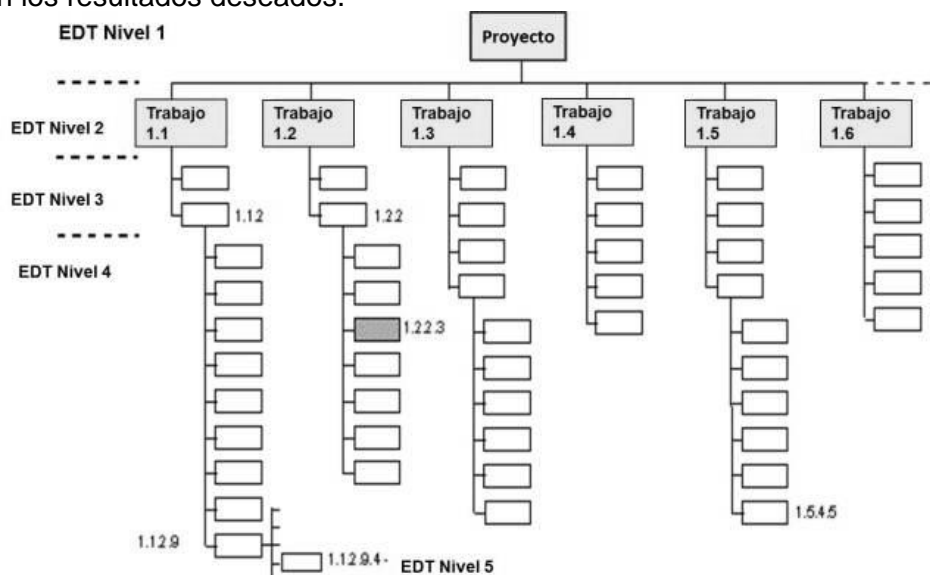 n los resultados deseados.
EDT Nivel 1
Proyecto
EDT Nivel 2
Trabajo 1.1
Trabajo 1.2
Trabajo 1.3
Trabajo 1.4
Trabajo 1.5
Trabajo 1.6
EDT Nivel 3
1.1.2
1.2.2
EDT Nivel 4
1.2.2.3
1.5.4.5
1.1.2.9
1.1.2.9.4 -
EDT Nivel 5